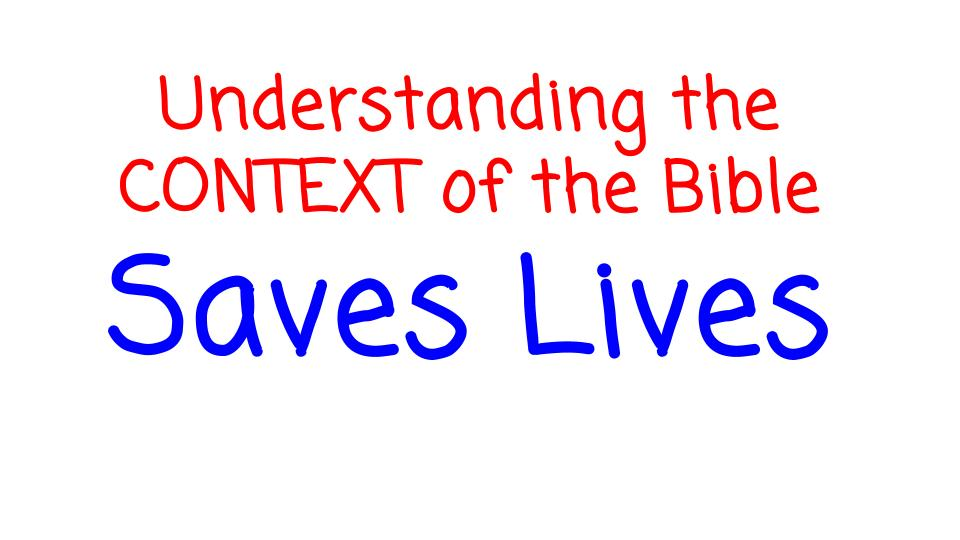 Understanding the
CONTEXT of the Bible
Saves Lives